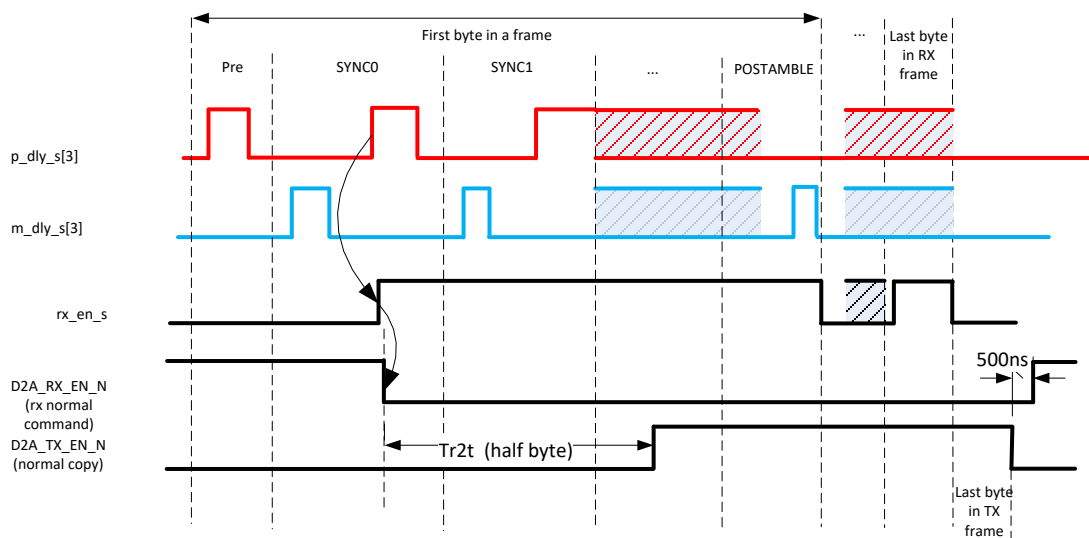 First byte in a frame
...
Last byte
in RX
frame
Pre
SYNC0
SYNC1
...
POSTAMBLE
p_dly_s[3]
m_dly_s[3]
rx_en_s
500ns
D2A_RX_EN_N
(rx normal
command)
D2A_TX_EN_N
(normal copy)
Tr2t (half byte)
Last byte
in TX
frame